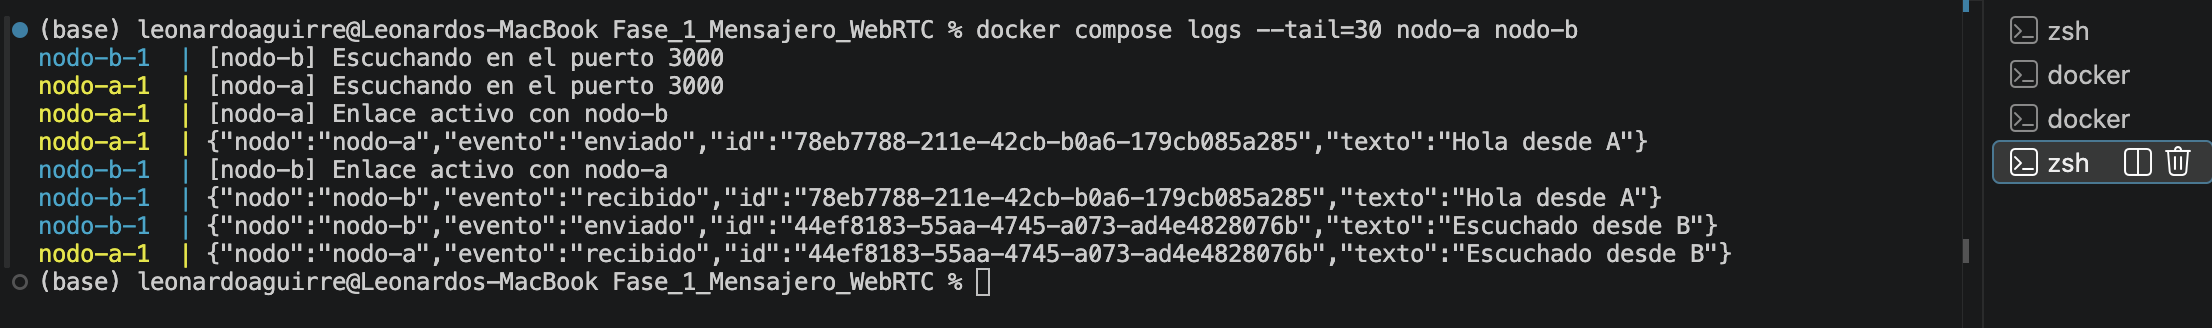 (base) leonardoaguirre@Leonardos-MacBook Fase_1_Mensajero_WebRTC % docker compose logs --tail=30 nodo-a nodo-b
nodo-b-1  | [nodo-b] Escuchando en el puerto 3000
nodo-a-1  | [nodo-a] Escuchando en el puerto 3000
nodo-a-1  | [nodo-a] Enlace activo con nodo-b
nodo-a-1  | {"nodo":"nodo-a","evento":"enviado","id":"78eb7788-211e-42cb-b0a6-179cb085a285","texto":"Hola desde A"}
nodo-b-1  | [nodo-b] Enlace activo con nodo-a
nodo-b-1  | {"nodo":"nodo-b","evento":"recibido","id":"78eb7788-211e-42cb-b0a6-179cb085a285","texto":"Hola desde A"}
nodo-b-1  | {"nodo":"nodo-b","evento":"enviado","id":"44ef8183-55aa-4745-a073-ad4e4828076b","texto":"Escuchado desde B"}
nodo-a-1  | {"nodo":"nodo-a","evento":"recibido","id":"44ef8183-55aa-4745-a073-ad4e4828076b","texto":"Escuchado desde B"}
(base) leonardoaguirre@Leonardos-MacBook Fase_1_Mensajero_WebRTC %
zsh
docker
docker
zsh